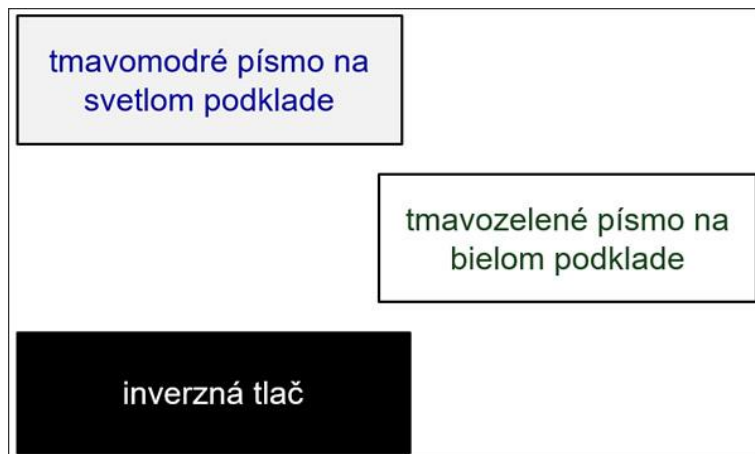 tmavomodré písmo na
svetlom podklade
tmavozelené písmo na
bielom podklade
inverzná tlač